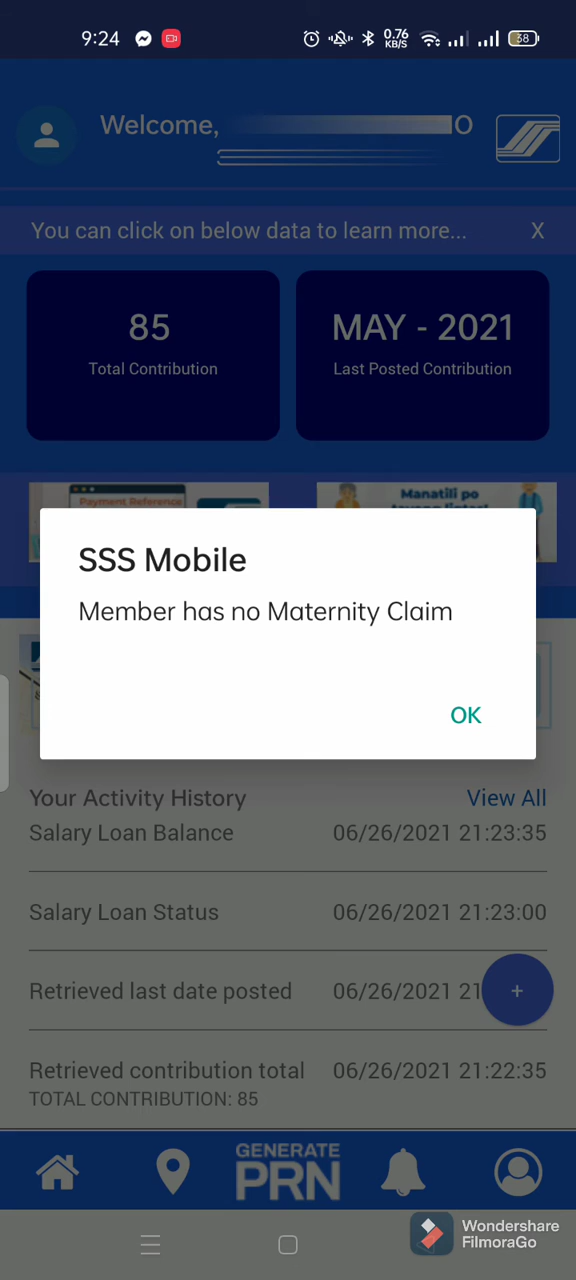 9:24
0.76
KB/S
38
Welcome, O
You can click on below data to learn more... X
85
Total Contribution
MAY - 2021
Last Posted Contribution
Payment Reference
Manatili po
SSS Mobile
Member has no Maternity Claim
OK
Your Activity History View All
Salary Loan Balance 06/26/2021 21:23:35
Salary Loan Status 06/26/2021 21:23:00
Retrieved last date posted 06/26/2021 21
+
Retrieved contribution total 06/26/2021 21:22:35
TOTAL CONTRIBUTION: 85
GENERATE
PRN
Wondershare
FilmoraGo